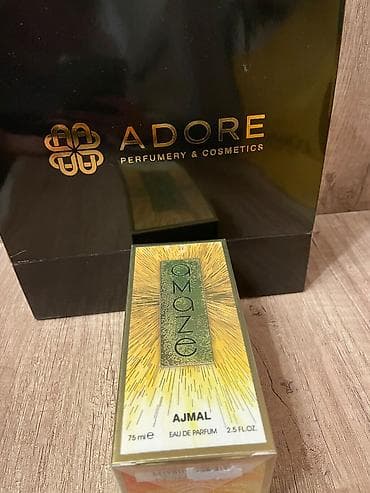 ADORE
PERFUMERY & COSMETICS
aMaze
AJMAL
75 ml e EAU DE PARFUM 2.5 FL.OZ.